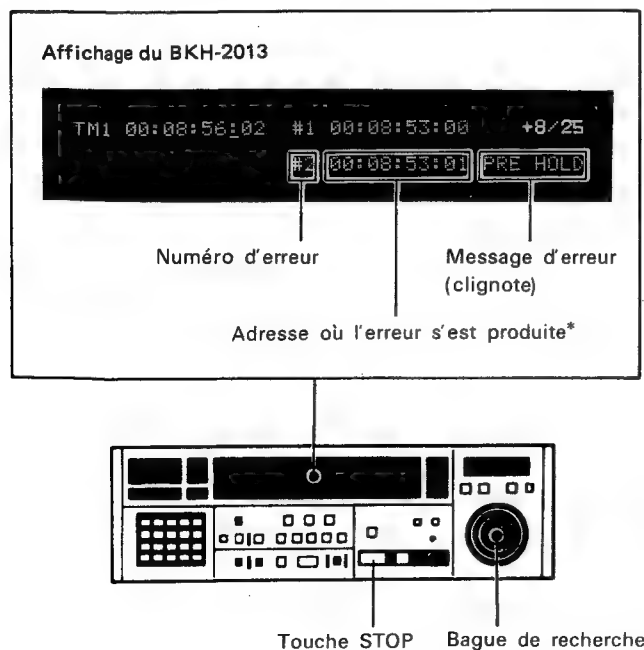 Affichage du BKH-2013
TM1 00:08:56:02 #1 00:08:53:00 +8/25
#2 00:08:53:01 PRE HOLD
Numéro d'erreur
Message d'erreur
(clignote)
Adresse où l'erreur s'est produite*
Touche STOP
Bague de recherche